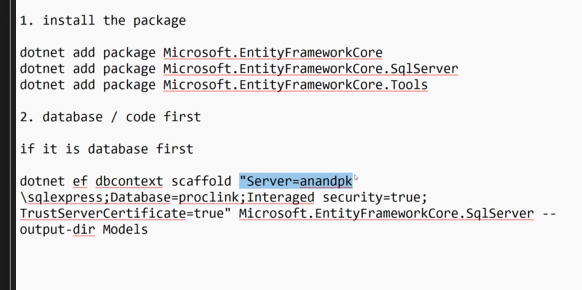 1. install the package
dotnet add package Microsoft.EntityFrameworkCore
dotnet add package Microsoft.EntityFrameworkCore.SqlServer
dotnet add package Microsoft.EntityFrameworkCore.Tools
2. database / code first
if it is database first
dotnet ef dbcontext scaffold "Server=anandpk
\sqlexpress;Database=proclink;Interaged security=true;
TrustServerCertificate=true" Microsoft.EntityFrameworkCore.SqlServer --
output-dir Models